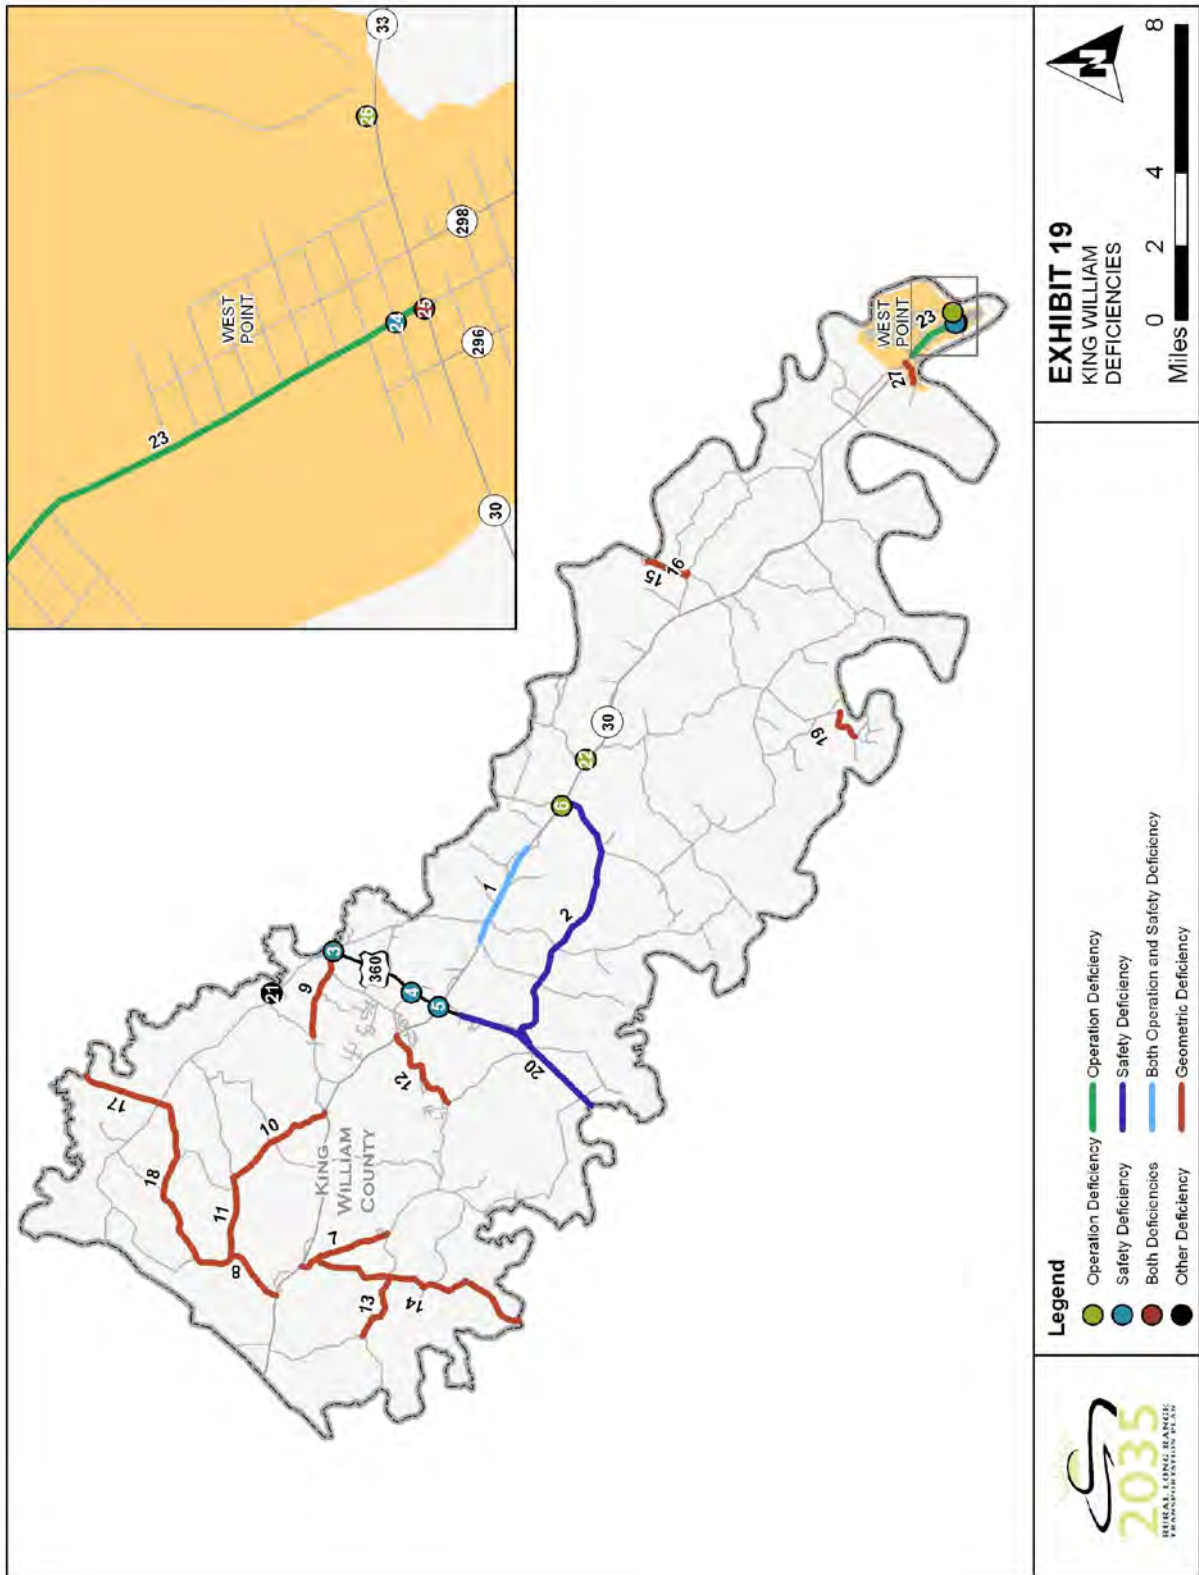 33
26
298
WEST
POINT
24
25
296
23
30
EXHIBIT 19
KING WILLIAM
DEFICIENCIES
N
Miles
0
2
4
8
WEST
POINT
23
27
15
16
30
22
19
6
1
2
3
360
4
5
21
9
12
20
17
10
18
11
8
KING
WILLIAM
COUNTY
7
13
14
Legend
Operation Deficiency
Safety Deficiency
Both Deficiencies
Other Deficiency
Operation Deficiency
Safety Deficiency
Both Operation and Safety Deficiency
Geometric Deficiency
2035
RURAL LONG RANGE
TRANSPORTATION PLAN